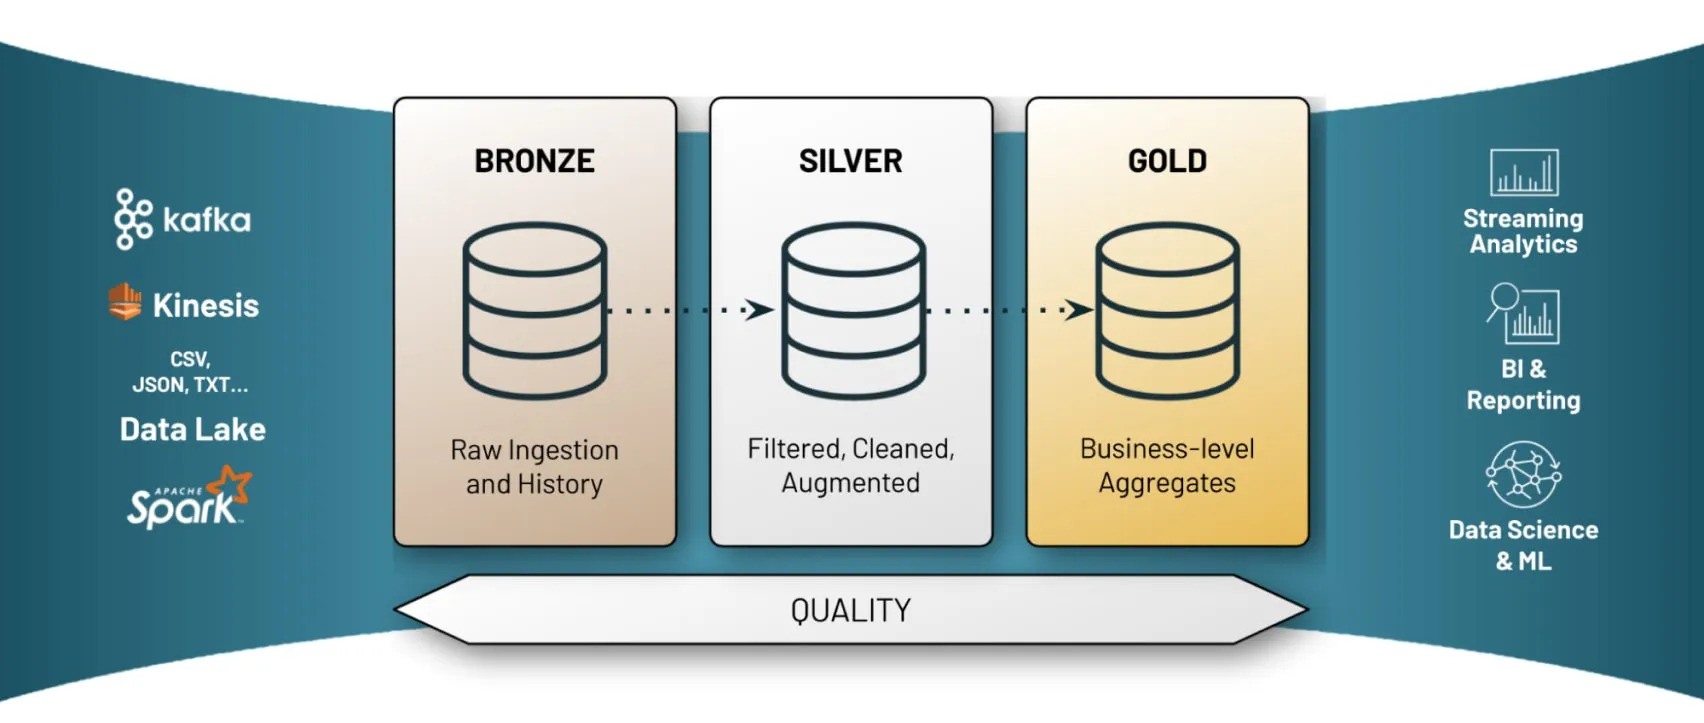 kafka
Kinesis
CSV,
JSON, TXT...
Data Lake
APACHE
Spark™
BRONZE
Raw Ingestion
and History
SILVER
Filtered, Cleaned,
Augmented
GOLD
Business-level
Aggregates
QUALITY
Streaming
Analytics
BI &
Reporting
Data Science
& ML